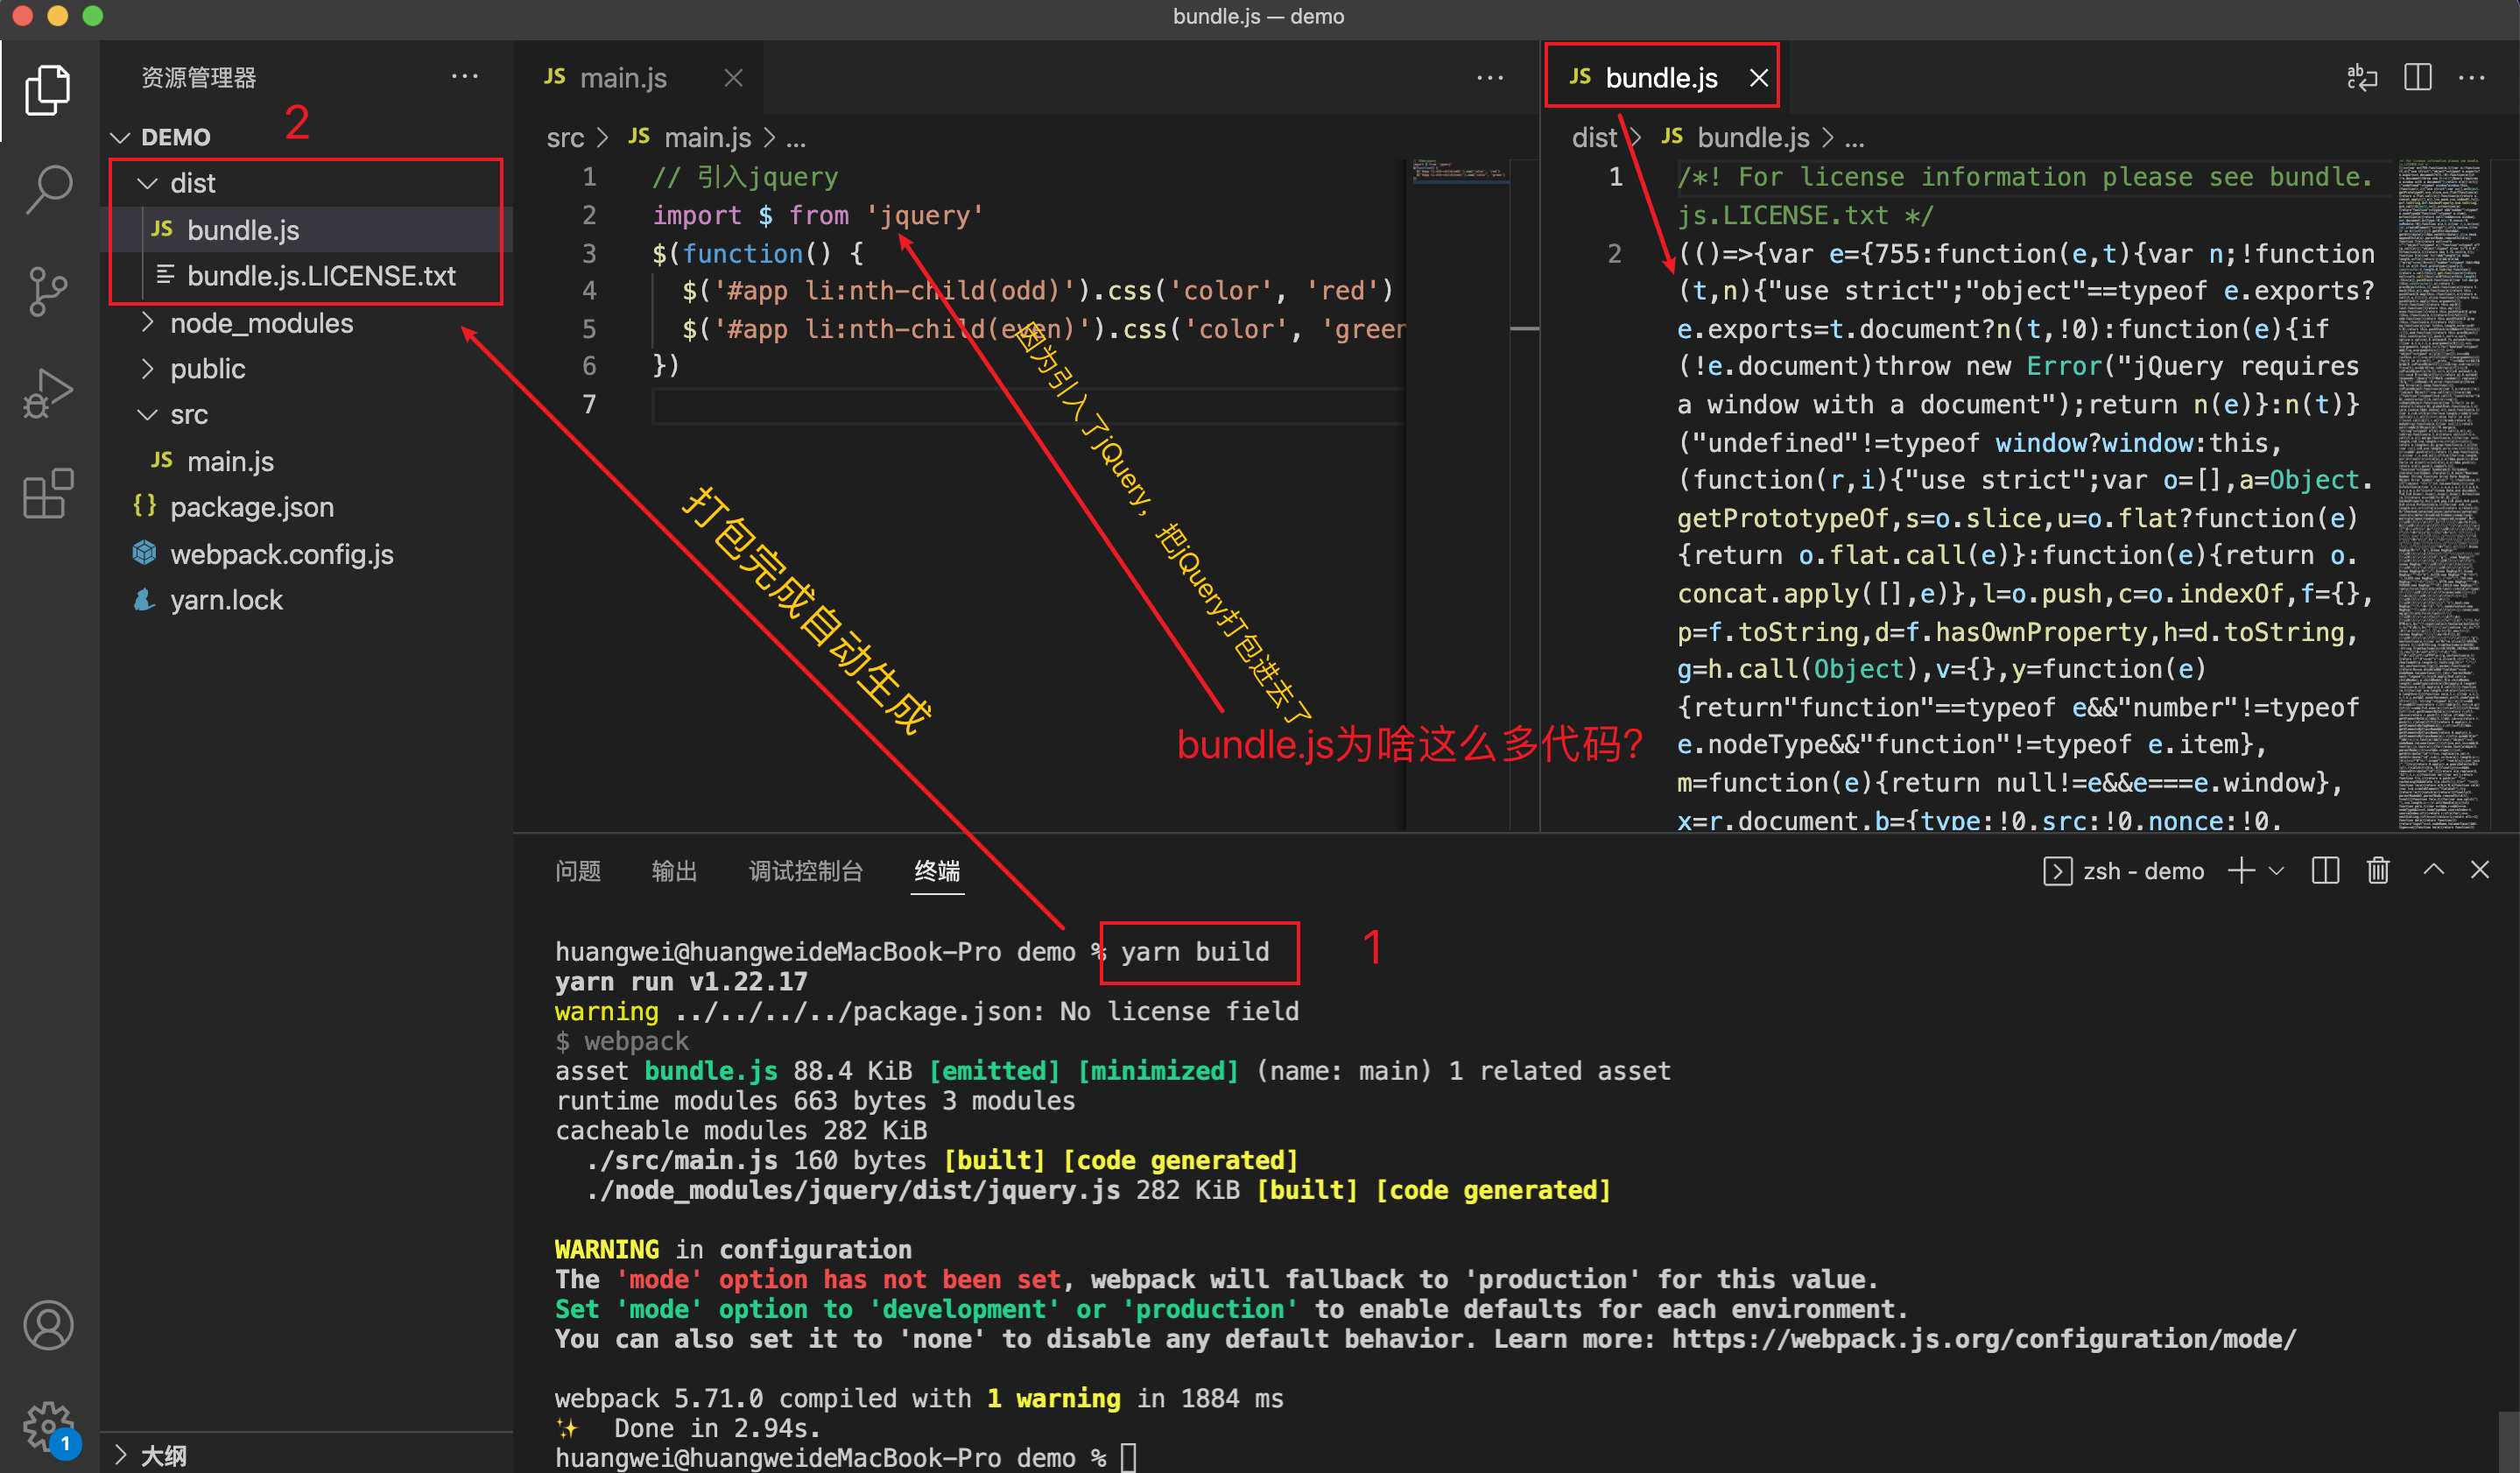 bundle.js — demo
资源管理器
2
DEMO
dist
JS bundle.js
bundle.js.LICENSE.txt
node_modules
public
src
JS main.js
{} package.json
webpack.config.js
yarn.lock
大纲
1
JS main.js
src > JS main.js > ...
1 // 引入jquery
2 import $ from 'jquery'
3 $(function() {
4 $('#app li:nth-child(odd)').css('color', 'red')
5 $('#app li:nth-child(even)').css('color', 'green
6 })
7
因为引入了jQuery，把jQuery打包进去了
打包完成自动生成
bundle.js为啥这么多代码?
JS bundle.js
dist > JS bundle.js > ...
1 /*! For license information please see bundle.
js.LICENSE.txt */
2 (()=>{var e={755:function(e,t){var n;!function
(t,n){"use strict";"object"==typeof e.exports?
e.exports=t.document?n(t,!0):function(e){if
(!e.document)throw new Error("jQuery requires
a window with a document");return n(e)}:n(t)}
("undefined"!=typeof window?window:this,
(function(r,i){"use strict";var o=[],a=Object.
getPrototypeOf,s=o.slice,u=o.flat?function(e)
{return o.flat.call(e)}:function(e){return o.
concat.apply([],e)},l=o.push,c=o.indexOf,f={},
p=f.toString,d=f.hasOwnProperty,h=d.toString,
g=h.call(Object),v={},y=function(e)
{return"function"==typeof e&&"number"!=typeof
e.nodeType&&"function"!=typeof e.item},
m=function(e){return null!=e&&e===e.window},
x=r.document,b={type:!0,src:!0,nonce:!0,
问题 输出 调试控制台 终端
zsh - demo
huangwei@huangweideMacBook-Pro demo % yarn build
1
yarn run v1.22.17
warning ../../../../package.json: No license field
$ webpack
asset bundle.js 88.4 KiB [emitted] [minimized] (name: main) 1 related asset
runtime modules 663 bytes 3 modules
cacheable modules 282 KiB
./src/main.js 160 bytes [built] [code generated]
./node_modules/jquery/dist/jquery.js 282 KiB [built] [code generated]
WARNING in configuration
The 'mode' option has not been set, webpack will fallback to 'production' for this value.
Set 'mode' option to 'development' or 'production' to enable defaults for each environment.
You can also set it to 'none' to disable any default behavior. Learn more: https://webpack.js.org/configuration/mode/
webpack 5.71.0 compiled with 1 warning in 1884 ms
✨ Done in 2.94s.
huangwei@huangweideMacBook-Pro demo %